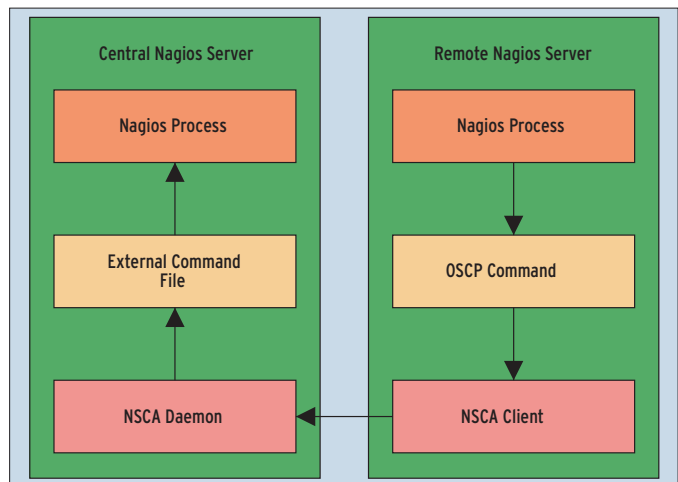 Central Nagios Server
Nagios Process
External Command
File
NSCA Daemon
Remote Nagios Server
Nagios Process
OSCP Command
NSCA Client